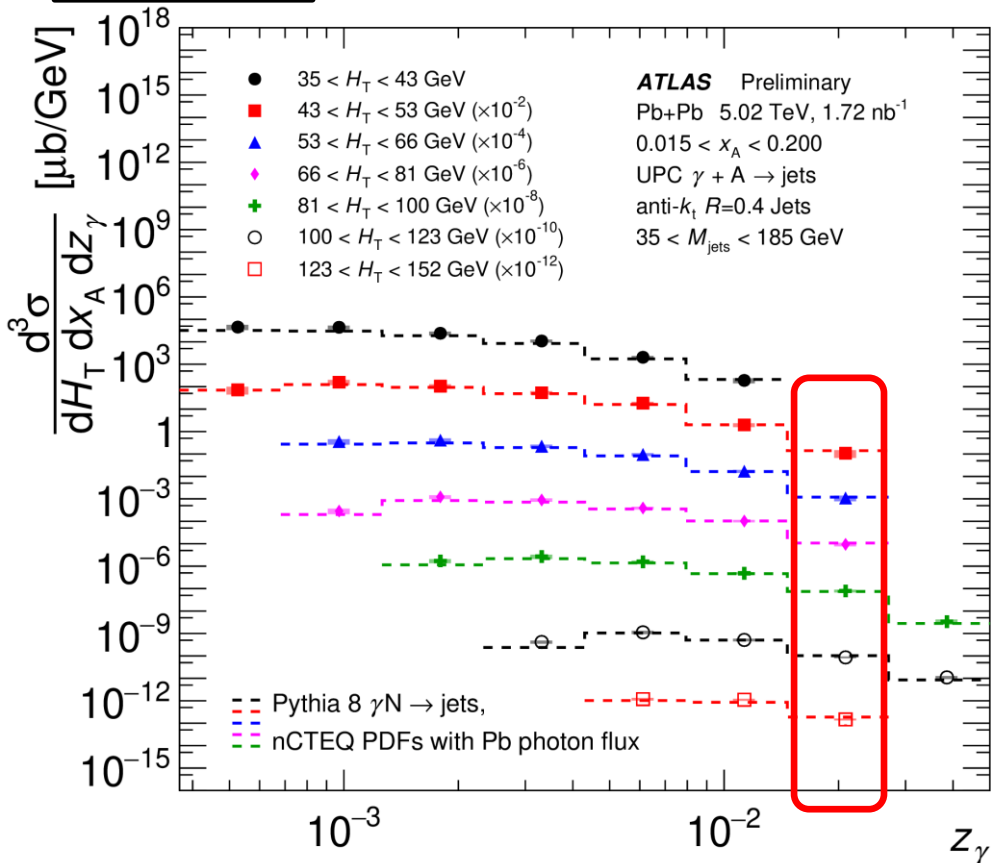 10^18
10^15
10^12
10^9
10^6
10^3
1
10^−3
10^−6
10^−9
10^−12
10^−15
d^3σ
dH_T dx_A dz_γ
[μb/GeV]
35 < H_T < 43 GeV
43 < H_T < 53 GeV (×10^-2)
53 < H_T < 66 GeV (×10^-4)
66 < H_T < 81 GeV (×10^-6)
81 < H_T < 100 GeV (×10^-8)
100 < H_T < 123 GeV (×10^-10)
123 < H_T < 152 GeV (×10^-12)
ATLAS Preliminary
Pb+Pb 5.02 TeV, 1.72 nb^-1
0.015 < x_A < 0.200
UPC γ + A → jets
anti-k_t R=0.4 Jets
35 < M_jets < 185 GeV
Pythia 8 γN → jets,
nCTEQ PDFs with Pb photon flux
10^−3
10^−2
z_γ